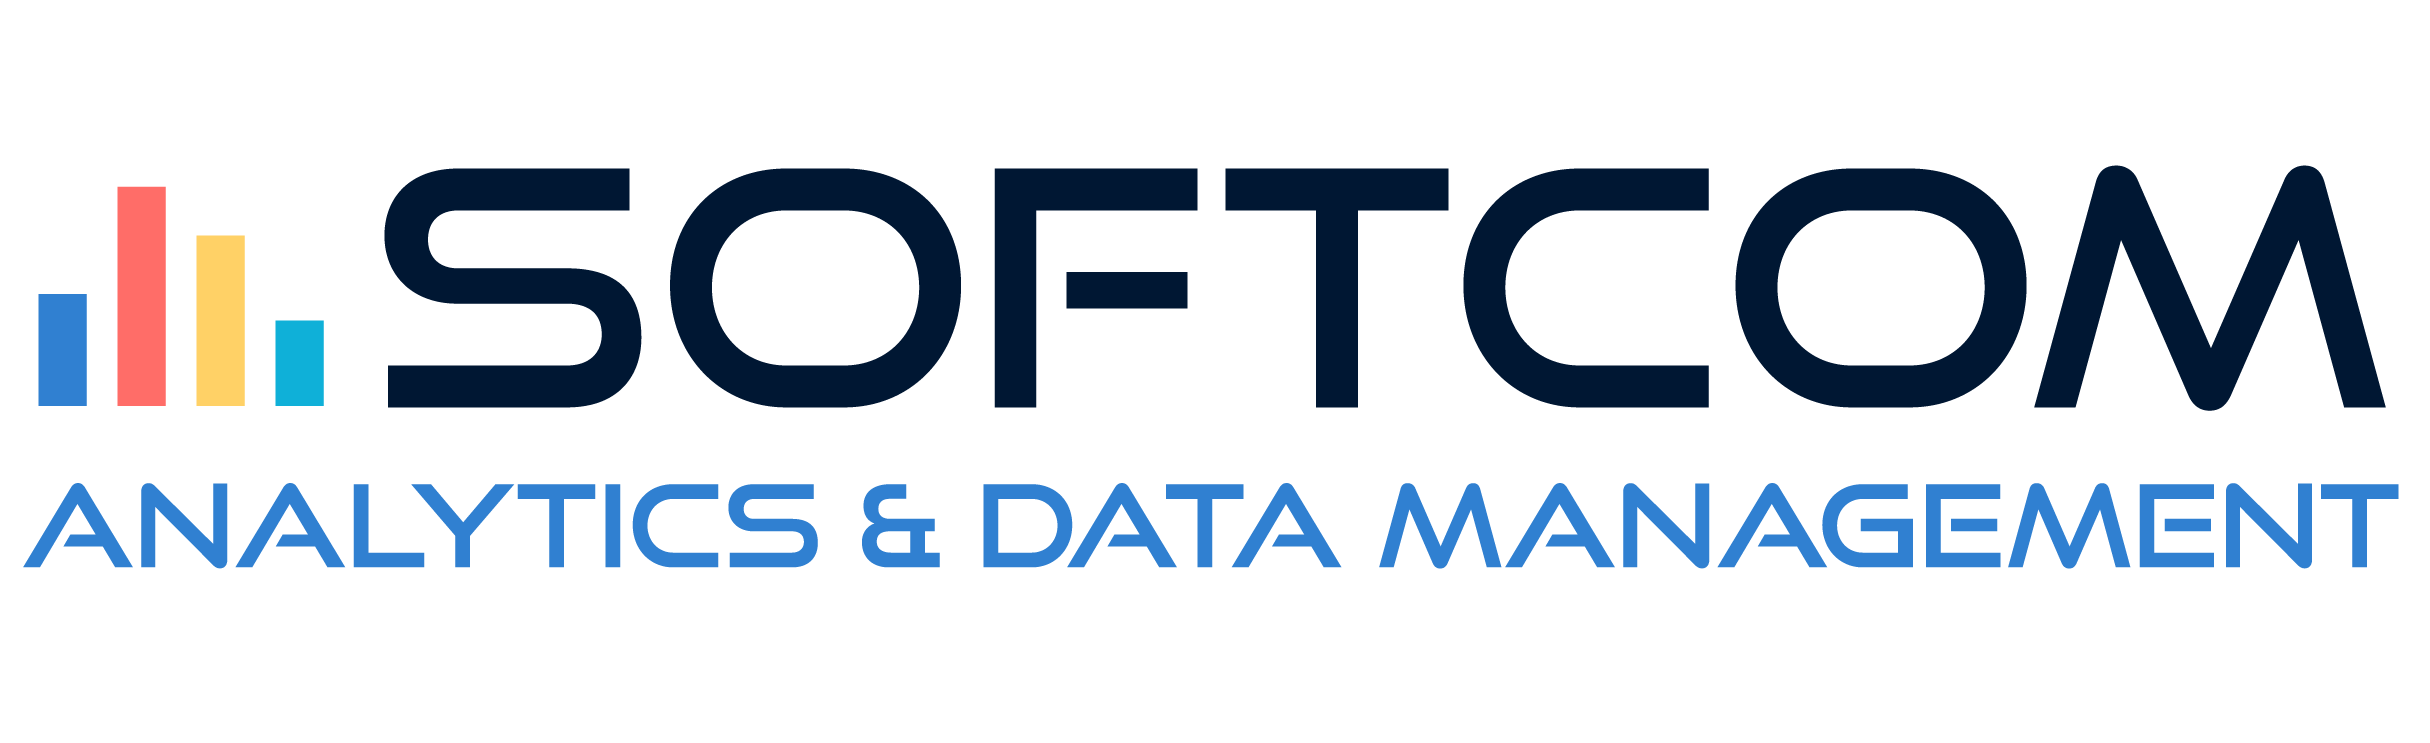 SOFTCOM
ANALYTICS & DATA MANAGEMENT